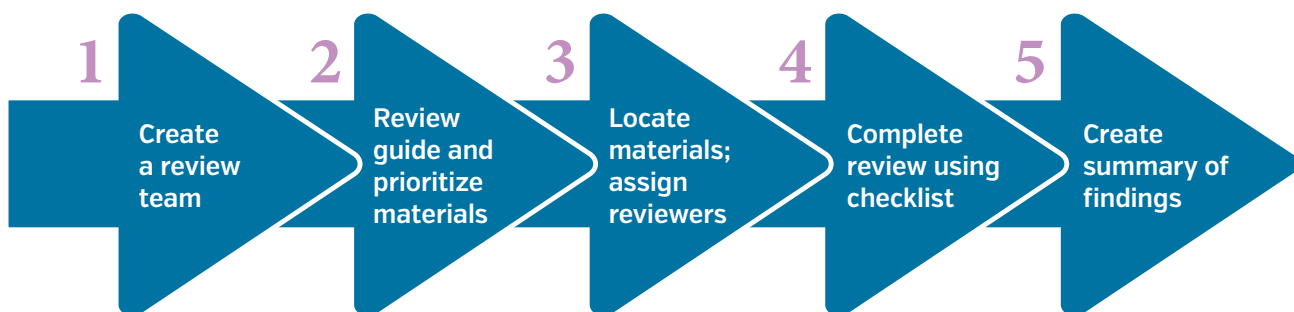 1
Create
a review
team
2
Review
guide and
prioritize
materials
3
Locate
materials;
assign
reviewers
4
Complete
review using
checklist
5
Create
summary of
findings